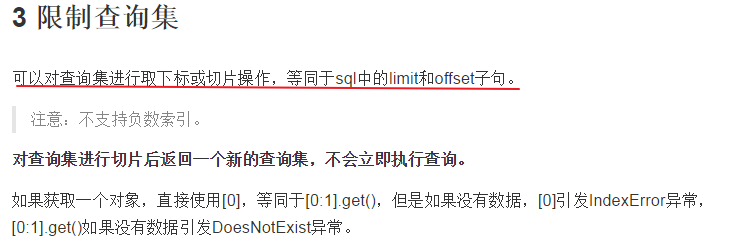 3 限制查询集
可以对查询集进行取下标或切片操作，等同于sql中的limit和offset子句。
注意：不支持负数索引。
对查询集进行切片后返回一个新的查询集，不会立即执行查询。
如果获取一个对象，直接使用[0]，等同于[0:1].get()，但是如果没有数据，[0]引发IndexError异常，
[0:1].get()如果没有数据引发DoesNotExist异常。